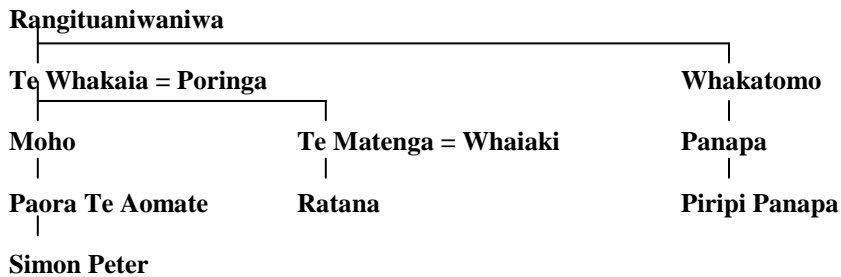 Rangituaniwaniwa
Te Whakaia = Poringa Whakatomo
Moho Te Matenga = Whaiaki Panapa
Paora Te Aomate Ratana Piripi Panapa
Simon Peter